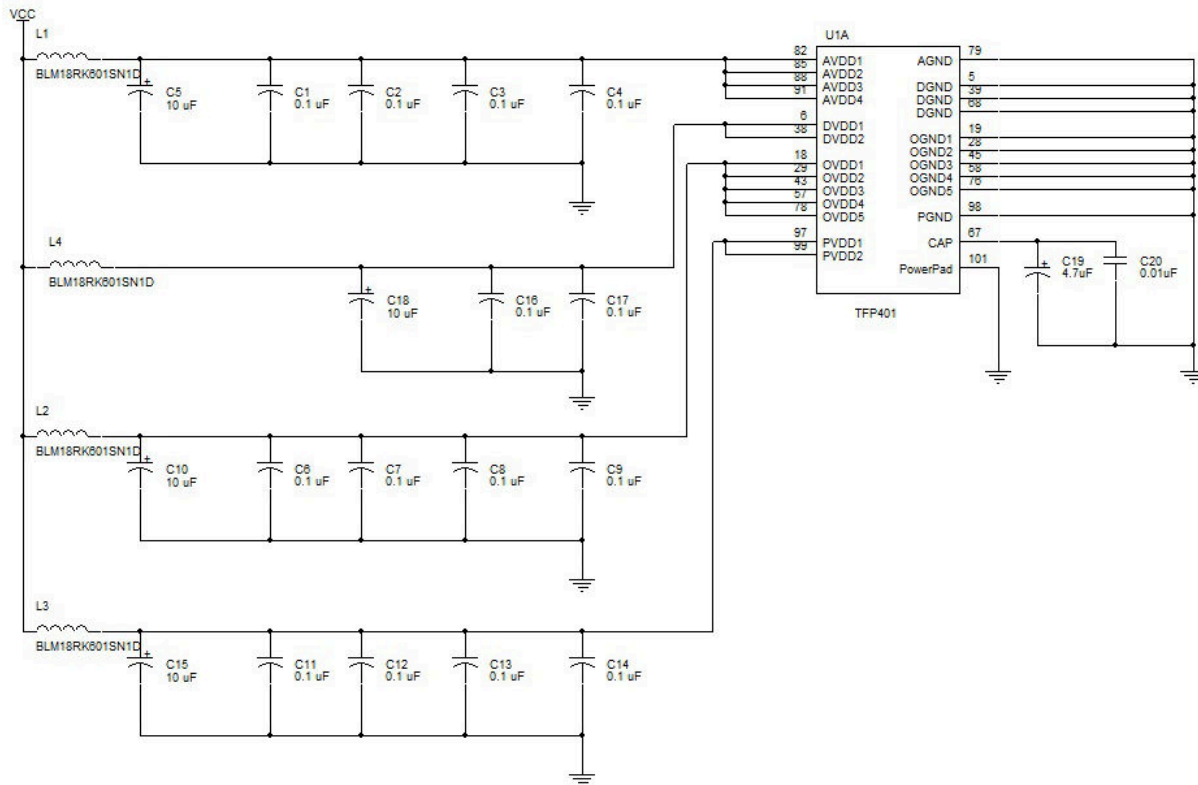 VCC
L1
BLM18RK601SN1D
C5
10 uF
C1
0.1 uF
C2
0.1 uF
C3
0.1 uF
C4
0.1 uF
L4
BLM18RK601SN1D
C18
10 uF
C16
0.1 uF
C17
0.1 uF
L2
BLM18RK601SN1D
C10
10 uF
C6
0.1 uF
C7
0.1 uF
C8
0.1 uF
C9
0.1 uF
L3
BLM18RK601SN1D
C15
10 uF
C11
0.1 uF
C12
0.1 uF
C13
0.1 uF
C14
0.1 uF
U1A
82 AVDD1
85 AVDD2
88 AVDD3
91 AVDD4
6 DVDD1
38 DVDD2
18 OVDD1
29 OVDD2
43 OVDD3
57 OVDD4
78 OVDD5
97 PVDD1
99 PVDD2
AGND 79
DGND 5
DGND 39
DGND 68
OGND1 19
OGND2 28
OGND3 45
OGND4 58
OGND5 76
PGND 98
CAP 67
PowerPad 101
TFP401
C19
4.7uF
C20
0.01uF